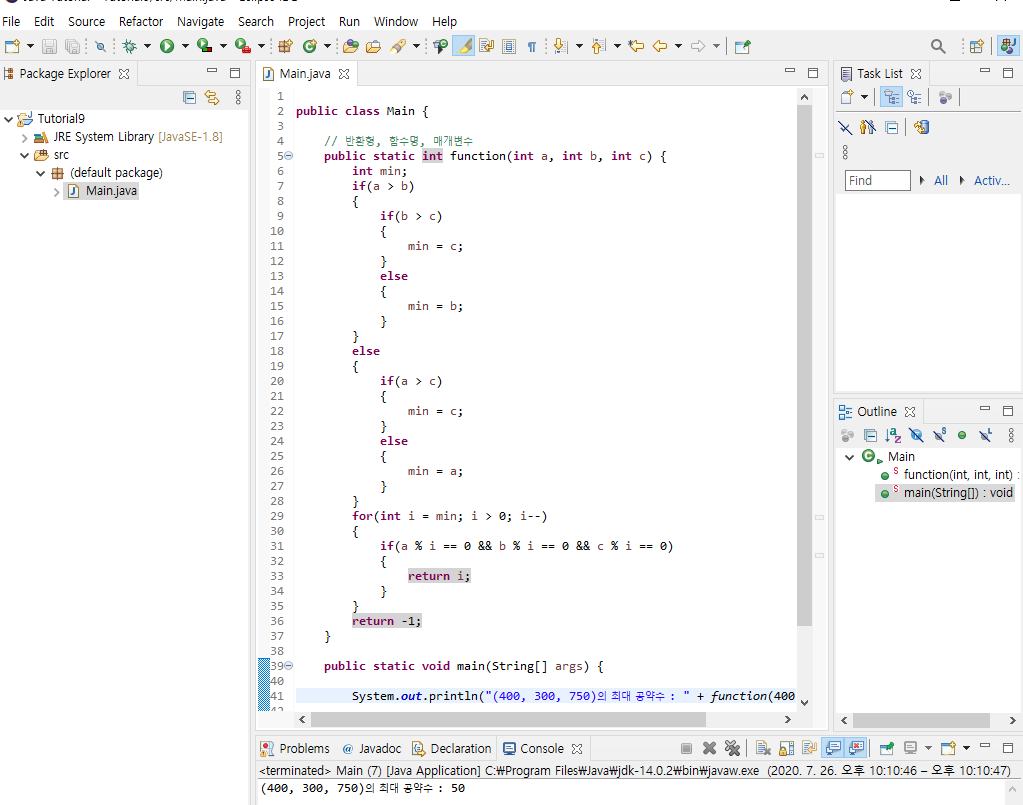 File Edit Source Refactor Navigate Search Project Run Window Help
Package Explorer
Tutorial9
JRE System Library [JavaSE-1.8]
src
(default package)
Main.java
Main.java
1
2 public class Main {
3
4 // 반환형, 함수명, 매개변수
5 public static int function(int a, int b, int c) {
6 int min;
7 if(a > b)
8 {
9 if(b > c)
10 {
11 min = c;
12 }
13 else
14 {
15 min = b;
16 }
17 }
18 else
19 {
20 if(a > c)
21 {
22 min = c;
23 }
24 else
25 {
26 min = a;
27 }
28 }
29 for(int i = min; i > 0; i--)
30 {
31 if(a % i == 0 && b % i == 0 && c % i == 0)
32 {
33 return i;
34 }
35 }
36 return -1;
37 }
38
39 public static void main(String[] args) {
40
41 System.out.println("(400, 300, 750)의 최대 공약수 : " + function(400
Task List
Find All Activ...
Outline
Main
function(int, int, int) :
main(String[]) : void
Problems @ Javadoc Declaration Console
<terminated> Main (7) [Java Application] C:₩Program Files₩Java₩jdk-14.0.2₩bin₩javaw.exe (2020. 7. 26. 오후 10:10:46 – 오후 10:10:47)
(400, 300, 750)의 최대 공약수 : 50